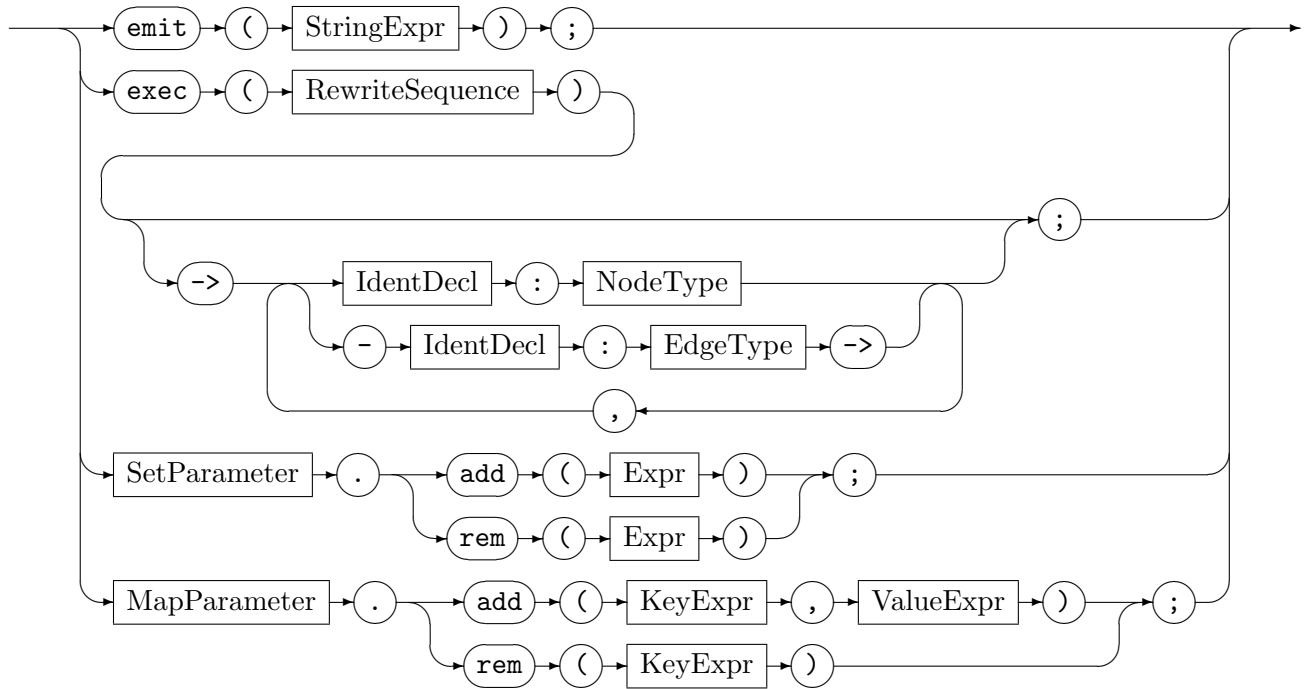 emit ( StringExpr ) ;
exec ( RewriteSequence )
;
-> IdentDecl : NodeType
- IdentDecl : EdgeType ->
,
SetParameter . add ( Expr ) ;
rem ( Expr )
MapParameter . add ( KeyExpr , ValueExpr ) ;
rem ( KeyExpr )